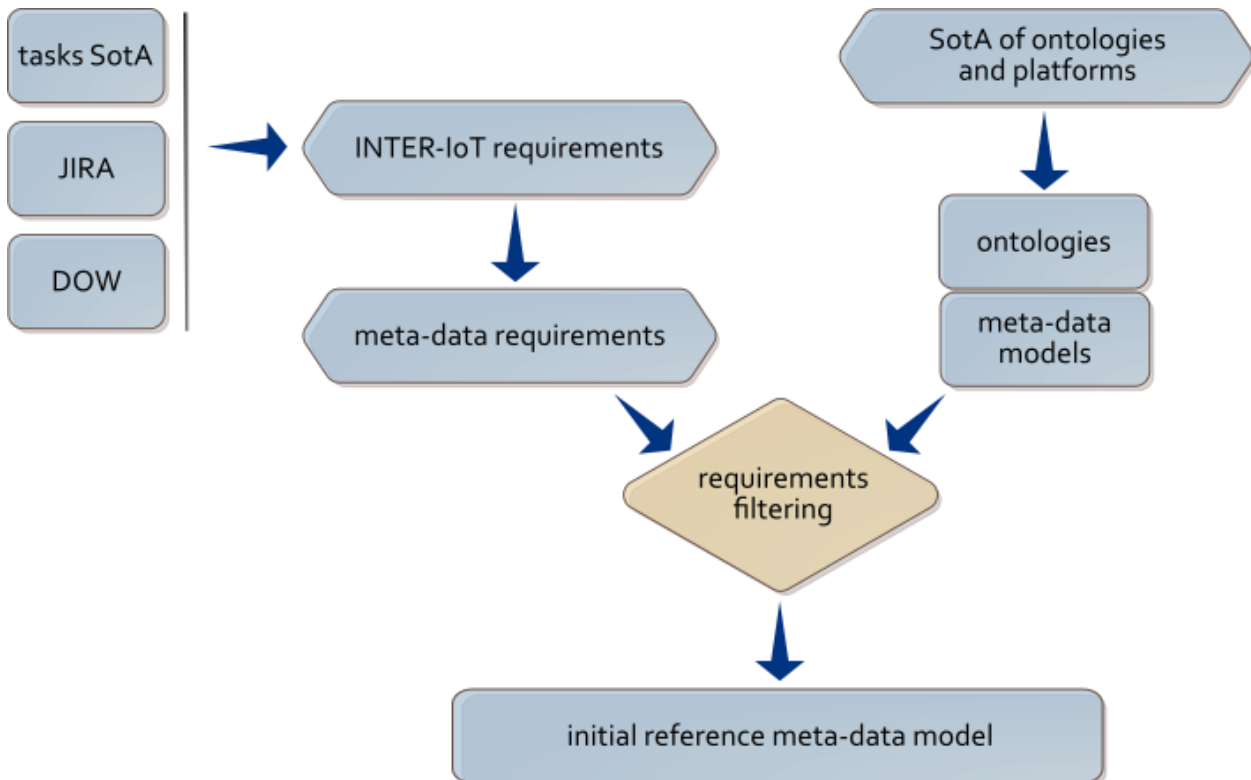 tasks SotA
JIRA
DOW
INTER-IoT requirements
meta-data requirements
SotA of ontologies
and platforms
ontologies
meta-data
models
requirements
filtering
initial reference meta-data model